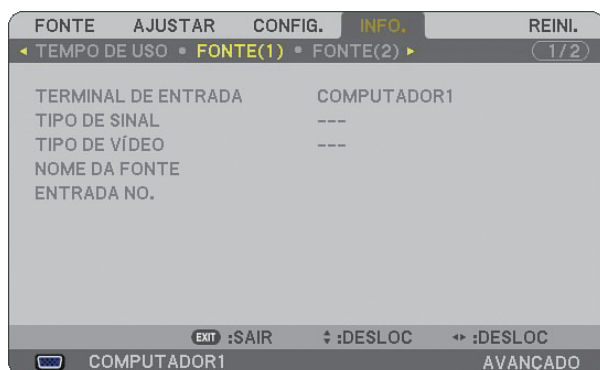 FONTE AJUSTAR CONFIG. INFO. REINI.
TEMPO DE USO • FONTE(1) • FONTE(2) 1/2
TERMINAL DE ENTRADA COMPUTADOR1
TIPO DE SINAL ---
TIPO DE VÍDEO ---
NOME DA FONTE
ENTRADA NO.
EXIT :SAIR :DESLOC :DESLOC
COMPUTADOR1 AVANÇADO